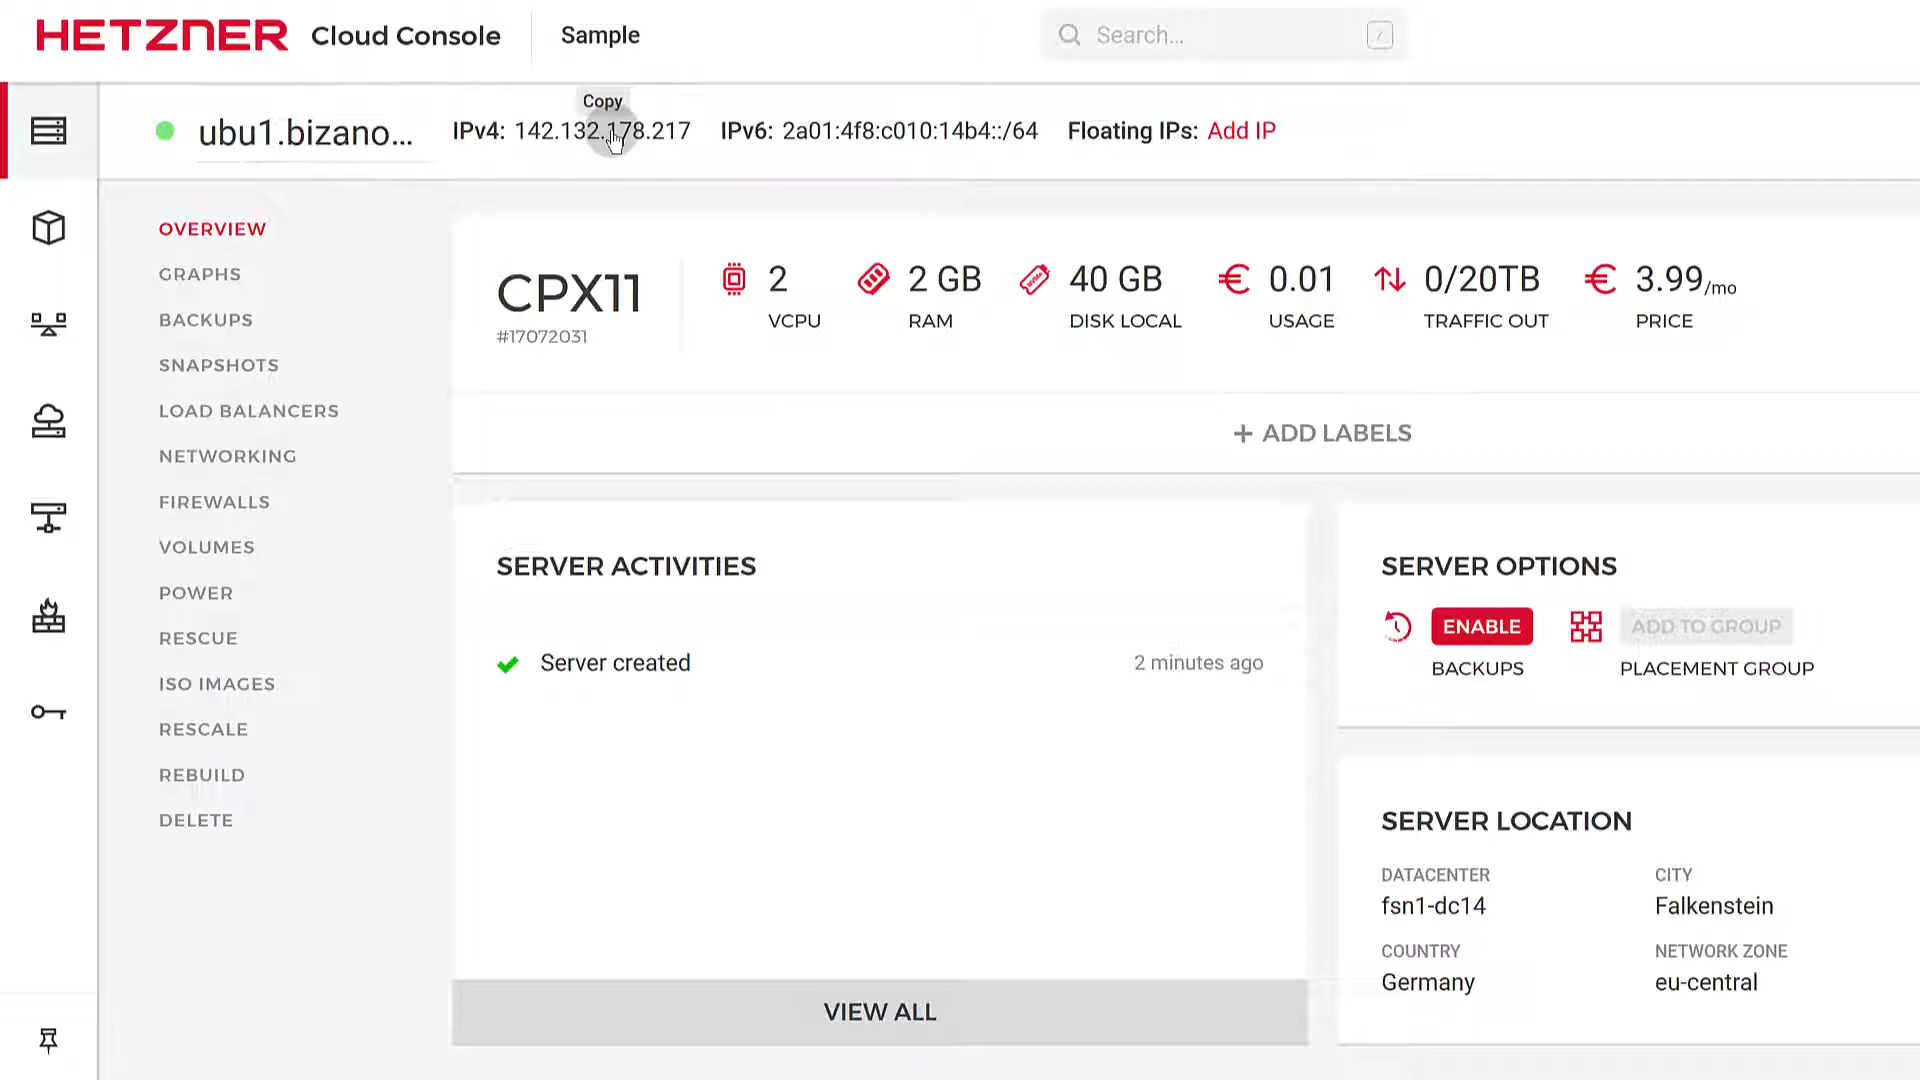 HETZNER Cloud Console Sample Search... /
Copy
ubu1.bizano... IPv4: 142.132.178.217 IPv6: 2a01:4f8:c010:14b4::/64 Floating IPs: Add IP
OVERVIEW
GRAPHS
BACKUPS
SNAPSHOTS
LOAD BALANCERS
NETWORKING
FIREWALLS
VOLUMES
POWER
RESCUE
ISO IMAGES
RESCALE
REBUILD
DELETE
CPX11
#17072031
2
VCPU
2 GB
RAM
40 GB
DISK LOCAL
€ 0.01
USAGE
0/20TB
TRAFFIC OUT
€ 3.99/mo
PRICE
+ ADD LABELS
SERVER ACTIVITIES
Server created 2 minutes ago
VIEW ALL
SERVER OPTIONS
ENABLE
BACKUPS
ADD TO GROUP
PLACEMENT GROUP
SERVER LOCATION
DATACENTER
fsn1-dc14
CITY
Falkenstein
COUNTRY
Germany
NETWORK ZONE
eu-central